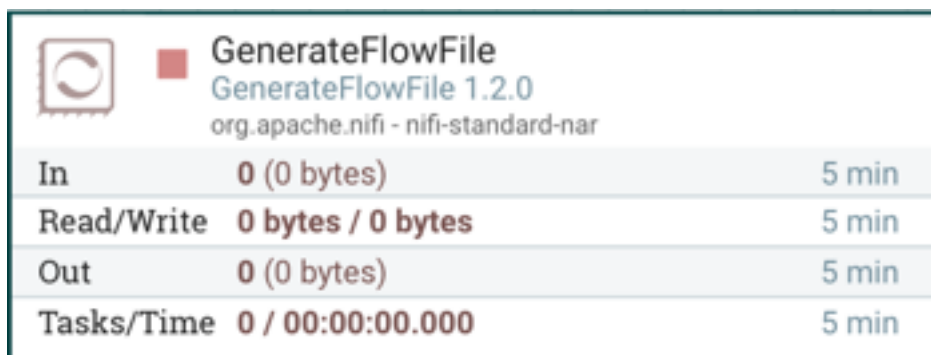 GenerateFlowFile
GenerateFlowFile 1.2.0
org.apache.nifi - nifi-standard-nar
In 0 (0 bytes) 5 min
Read/Write 0 bytes / 0 bytes 5 min
Out 0 (0 bytes) 5 min
Tasks/Time 0 / 00:00:00.000 5 min